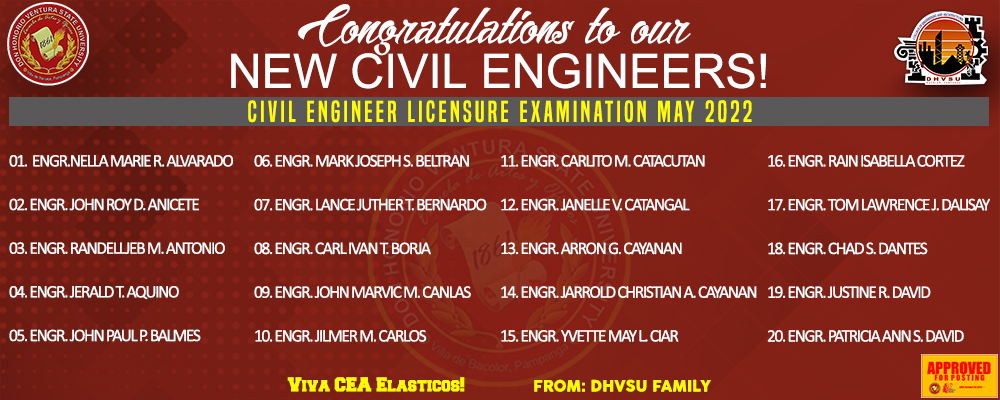 DON HONORIO VENTURA STATE UNIVERSITY
1861
Congratulations to our
NEW CIVIL ENGINEERS!
DHVSU
CIVIL ENGINEER LICENSURE EXAMINATION MAY 2022
01. ENGR.NELLA MARIE R. ALVARADO
02. ENGR. JOHN ROY D. ANICETE
03. ENGR. RANDELLJEB M. ANTONIO
04. ENGR. JERALD T. AQUINO
05. ENGR. JOHN PAUL P. BALMES
06. ENGR. MARK JOSEPH S. BELTRAN
07. ENGR. LANCE JUTHER T. BERNARDO
08. ENGR. CARL IVAN T. BORJA
09. ENGR. JOHN MARVIC M. CANLAS
10. ENGR. JILMER M. CARLOS
11. ENGR. CARLITO M. CATACUTAN
12. ENGR. JANELLE V. CATANGAL
13. ENGR. ARRON G. CAYANAN
14. ENGR. JARROLD CHRISTIAN A. CAYANAN
15. ENGR. YVETTE MAY L. CIAR
16. ENGR. RAIN ISABELLA CORTEZ
17. ENGR. TOM LAWRENCE J. DALISAY
18. ENGR. CHAD S. DANTES
19. ENGR. JUSTINE R. DAVID
20. ENGR. PATRICIA ANN S. DAVID
Viva CEA Elasticos!
FROM: DHVSU FAMILY
APPROVED
FOR POSTING